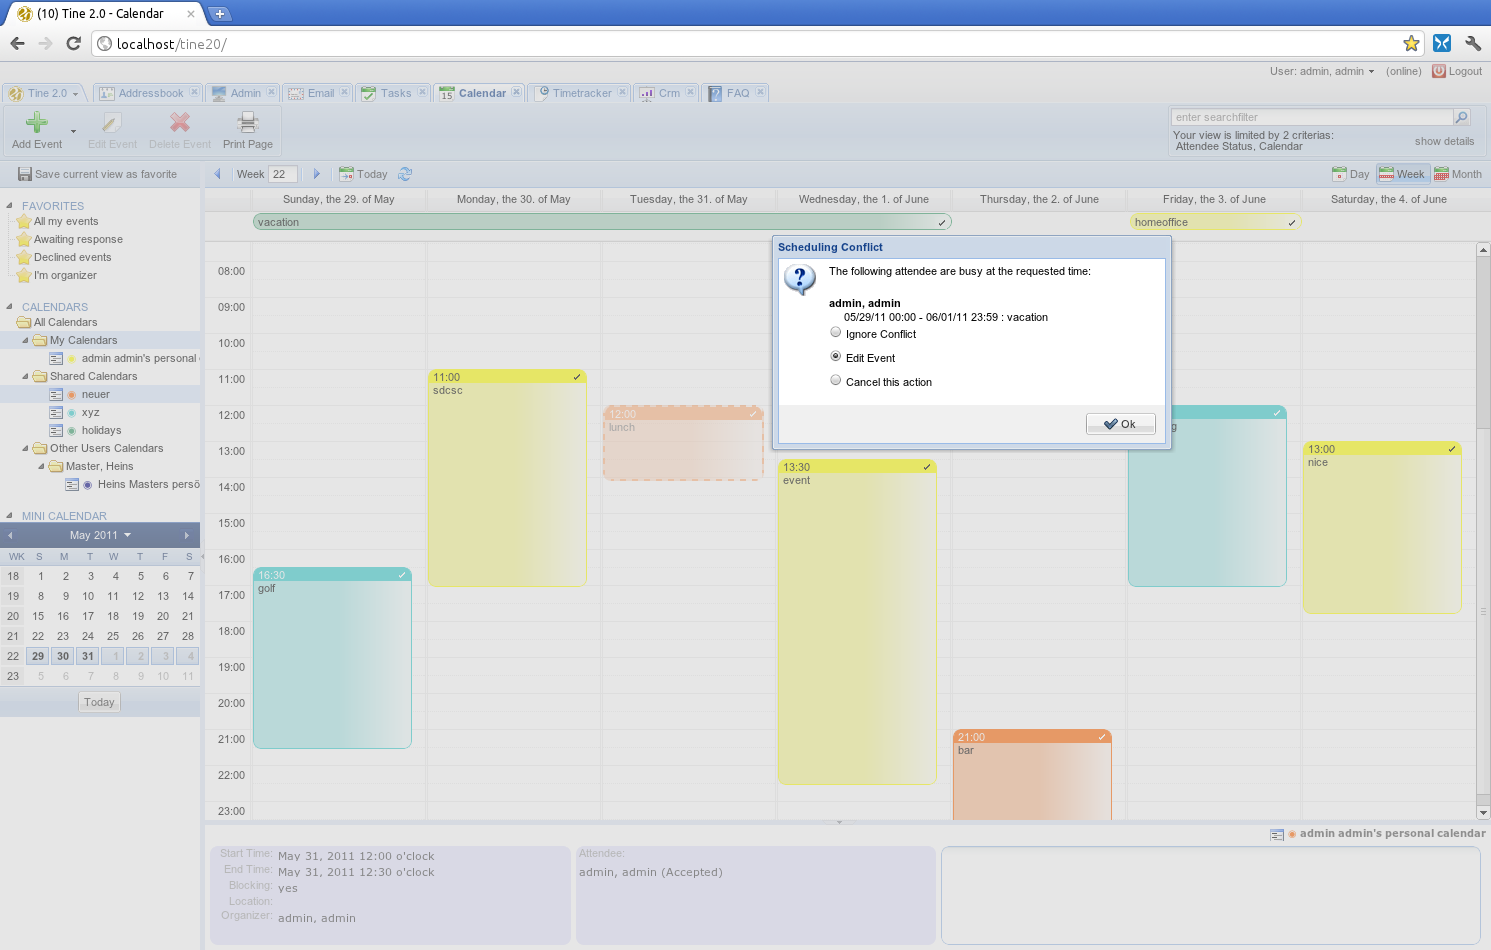 (10) Tine 2.0 - Calendar
localhost/tine20/
User: admin, admin (online) Logout
Tine 2.0 Addressbook Admin Email Tasks Calendar Timetracker Crm FAQ
Add Event Edit Event Delete Event Print Page
enter searchfilter
Your view is limited by 2 criterias:
Attendee Status, Calendar
show details
Save current view as favorite
Week 22 Today
Day Week Month
FAVORITES
All my events
Awaiting response
Declined events
I'm organizer
CALENDARS
All Calendars
My Calendars
admin admin's personal
Shared Calendars
neuer
xyz
holidays
Other Users Calendars
Master, Heins
Heins Masters persö
MINI CALENDAR
May 2011
WK S M T W T F S
18 1 2 3 4 5 6 7
19 8 9 10 11 12 13 14
20 15 16 17 18 19 20 21
21 22 23 24 25 26 27 28
22 29 30 31 1 2 3 4
23 5 6 7 8 9 10 11
Today
Sunday, the 29. of May Monday, the 30. of May Tuesday, the 31. of May Wednesday, the 1. of June Thursday, the 2. of June Friday, the 3. of June Saturday, the 4. of June
vacation
homeoffice
08:00
09:00
10:00
11:00
12:00
13:00
14:00
15:00
16:00
17:00
18:00
19:00
20:00
21:00
22:00
23:00
16:30
golf
11:00
sdcsc
12:00
lunch
13:30
event
21:00
bar
g
13:00
nice
Scheduling Conflict
The following attendee are busy at the requested time:
admin, admin
05/29/11 00:00 - 06/01/11 23:59 : vacation
Ignore Conflict
Edit Event
Cancel this action
Ok
admin admin's personal calendar
Start Time: May 31, 2011 12:00 o'clock
End Time: May 31, 2011 12:30 o'clock
Blocking: yes
Location:
Organizer: admin, admin
Attendee:
admin, admin (Accepted)